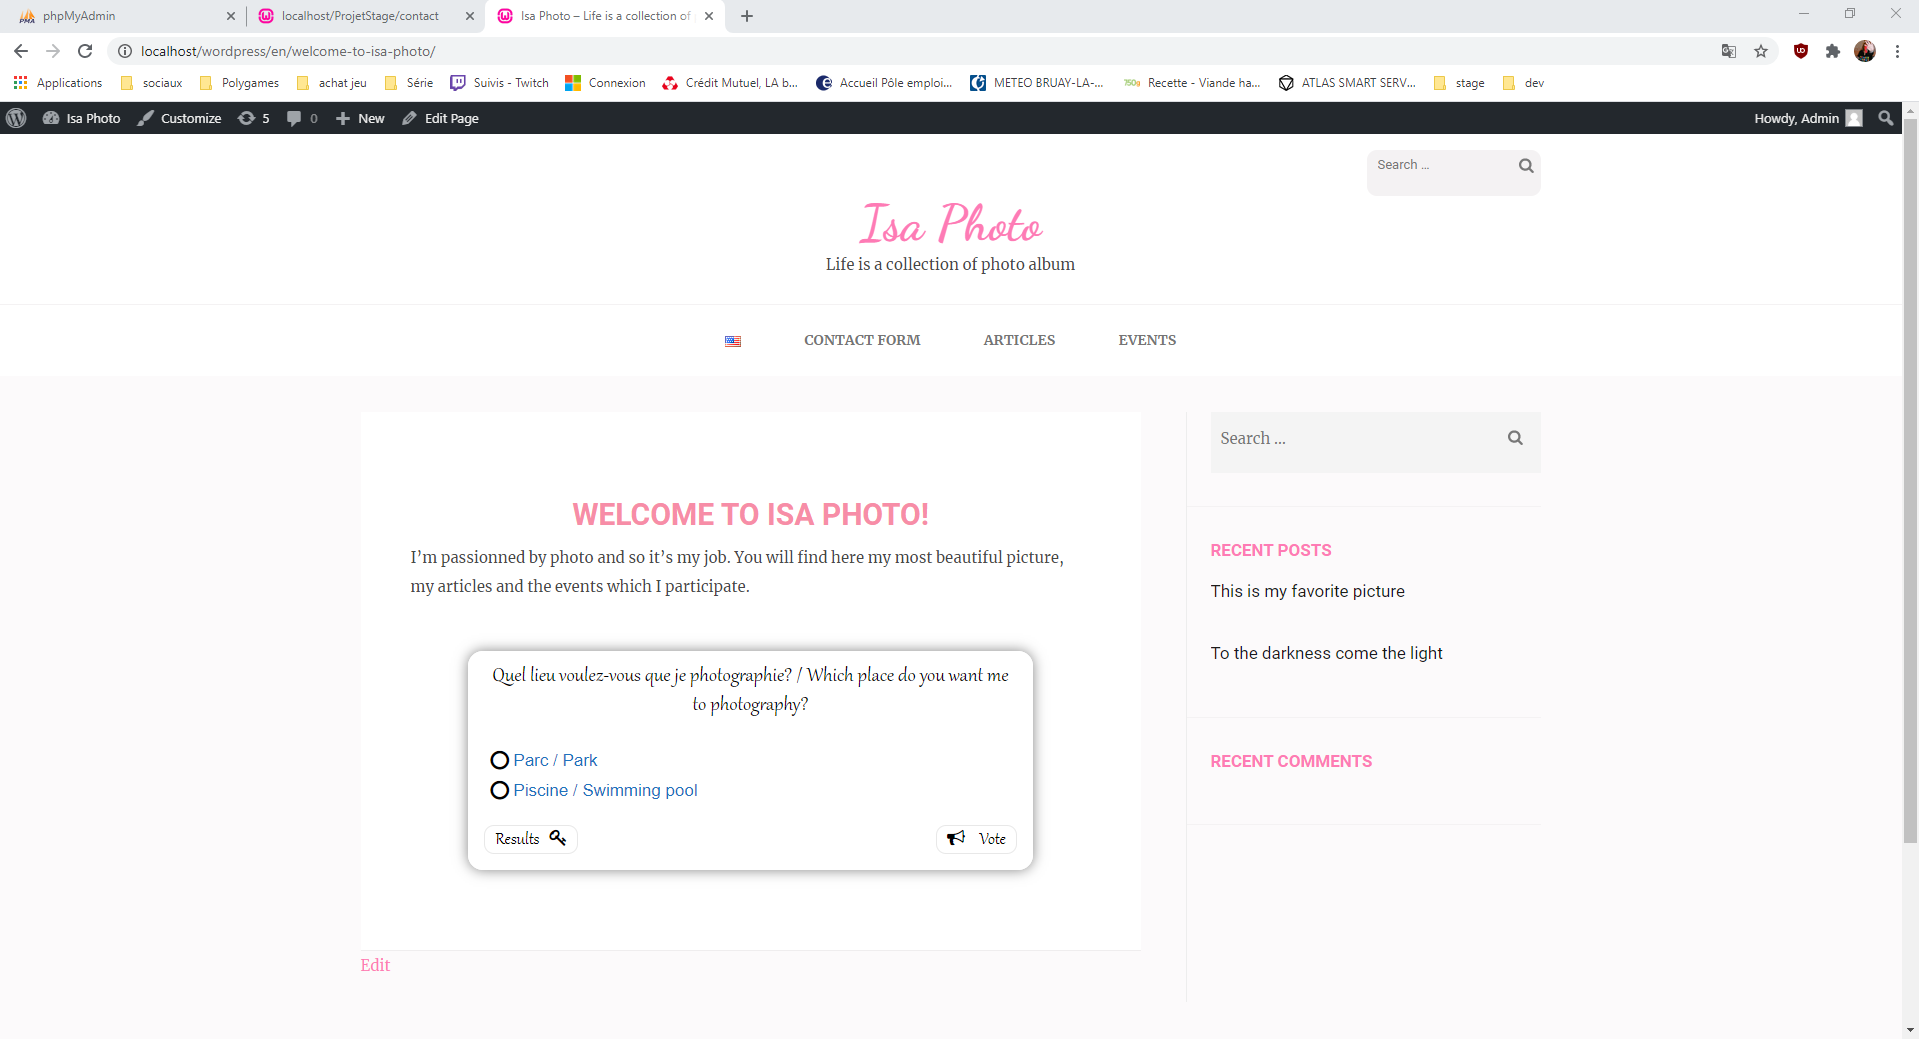 phpMyAdmin
localhost/ProjetStage/contact
Isa Photo – Life is a collection of
localhost/wordpress/en/welcome-to-isa-photo/
Applications sociaux Polygames achat jeu Série Suivis - Twitch Connexion Crédit Mutuel, LA b... Accueil Pôle emploi... METEO BRUAY-LA-... 750g Recette - Viande ha... ATLAS SMART SERV... stage dev
Isa Photo Customize 5 0 New Edit Page Howdy, Admin
Search ...
Isa Photo
Life is a collection of photo album
CONTACT FORM ARTICLES EVENTS
Search ...
WELCOME TO ISA PHOTO!
I’m passionned by photo and so it’s my job. You will find here my most beautiful picture,
my articles and the events which I participate.
Quel lieu voulez-vous que je photographie? / Which place do you want me
to photography?
Parc / Park
Piscine / Swimming pool
Results Vote
Edit
RECENT POSTS
This is my favorite picture
To the darkness come the light
RECENT COMMENTS